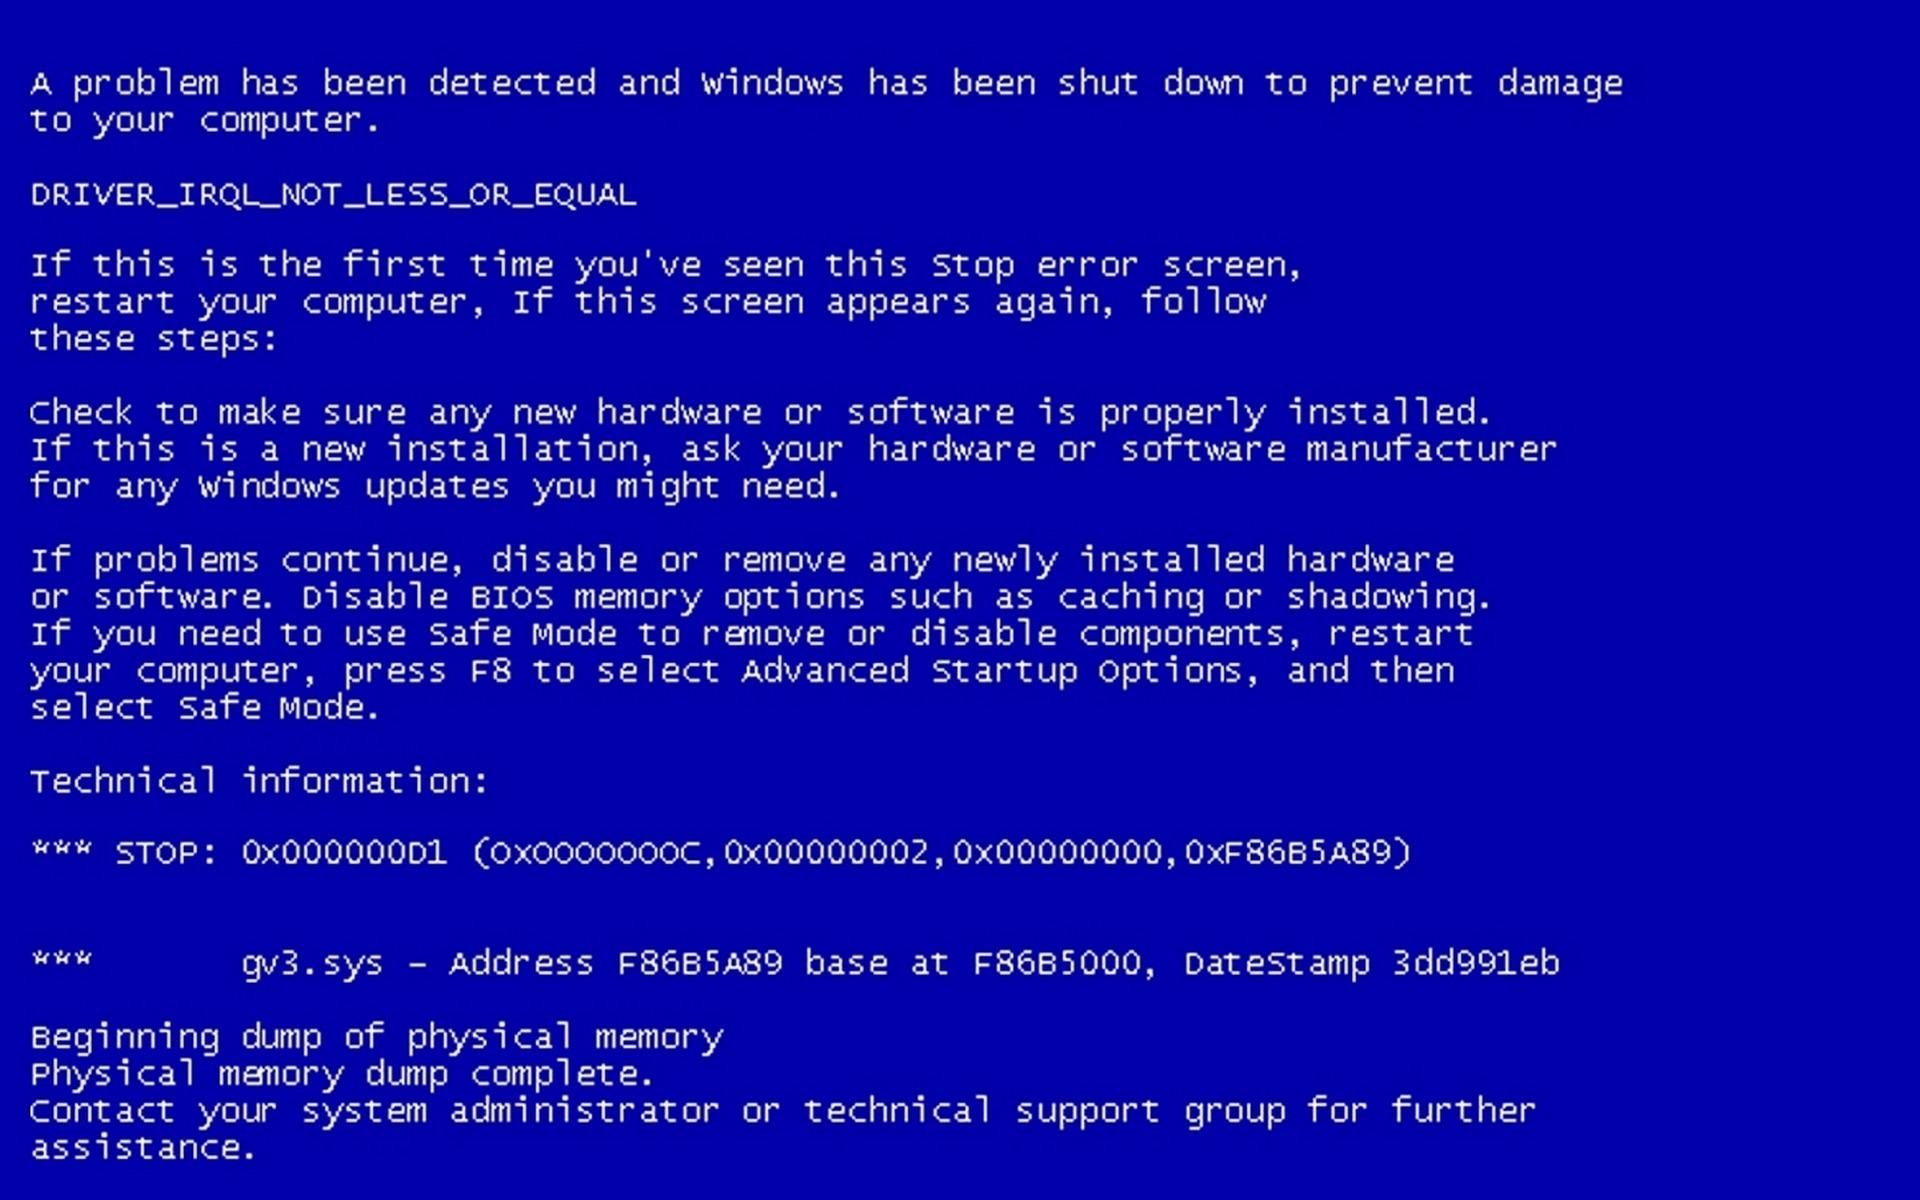 A problem has been detected and Windows has been shut down to prevent damage
to your computer.
DRIVER_IRQL_NOT_LESS_OR_EQUAL
If this is the first time you've seen this Stop error screen,
restart your computer, If this screen appears again, follow
these steps:
Check to make sure any new hardware or software is properly installed.
If this is a new installation, ask your hardware or software manufacturer
for any Windows updates you might need.
If problems continue, disable or remove any newly installed hardware
or software. Disable BIOS memory options such as caching or shadowing.
If you need to use Safe Mode to remove or disable components, restart
your computer, press F8 to select Advanced Startup Options, and then
select Safe Mode.
Technical information:
*** STOP: 0x000000D1 (OxOOOOOOOC,0x00000002,0x00000000,0xF86B5A89)
*** gv3.sys – Address F86B5A89 base at F86B5000, DateStamp 3dd991eb
Beginning dump of physical memory
Physical memory dump complete.
Contact your system administrator or technical support group for further
assistance.